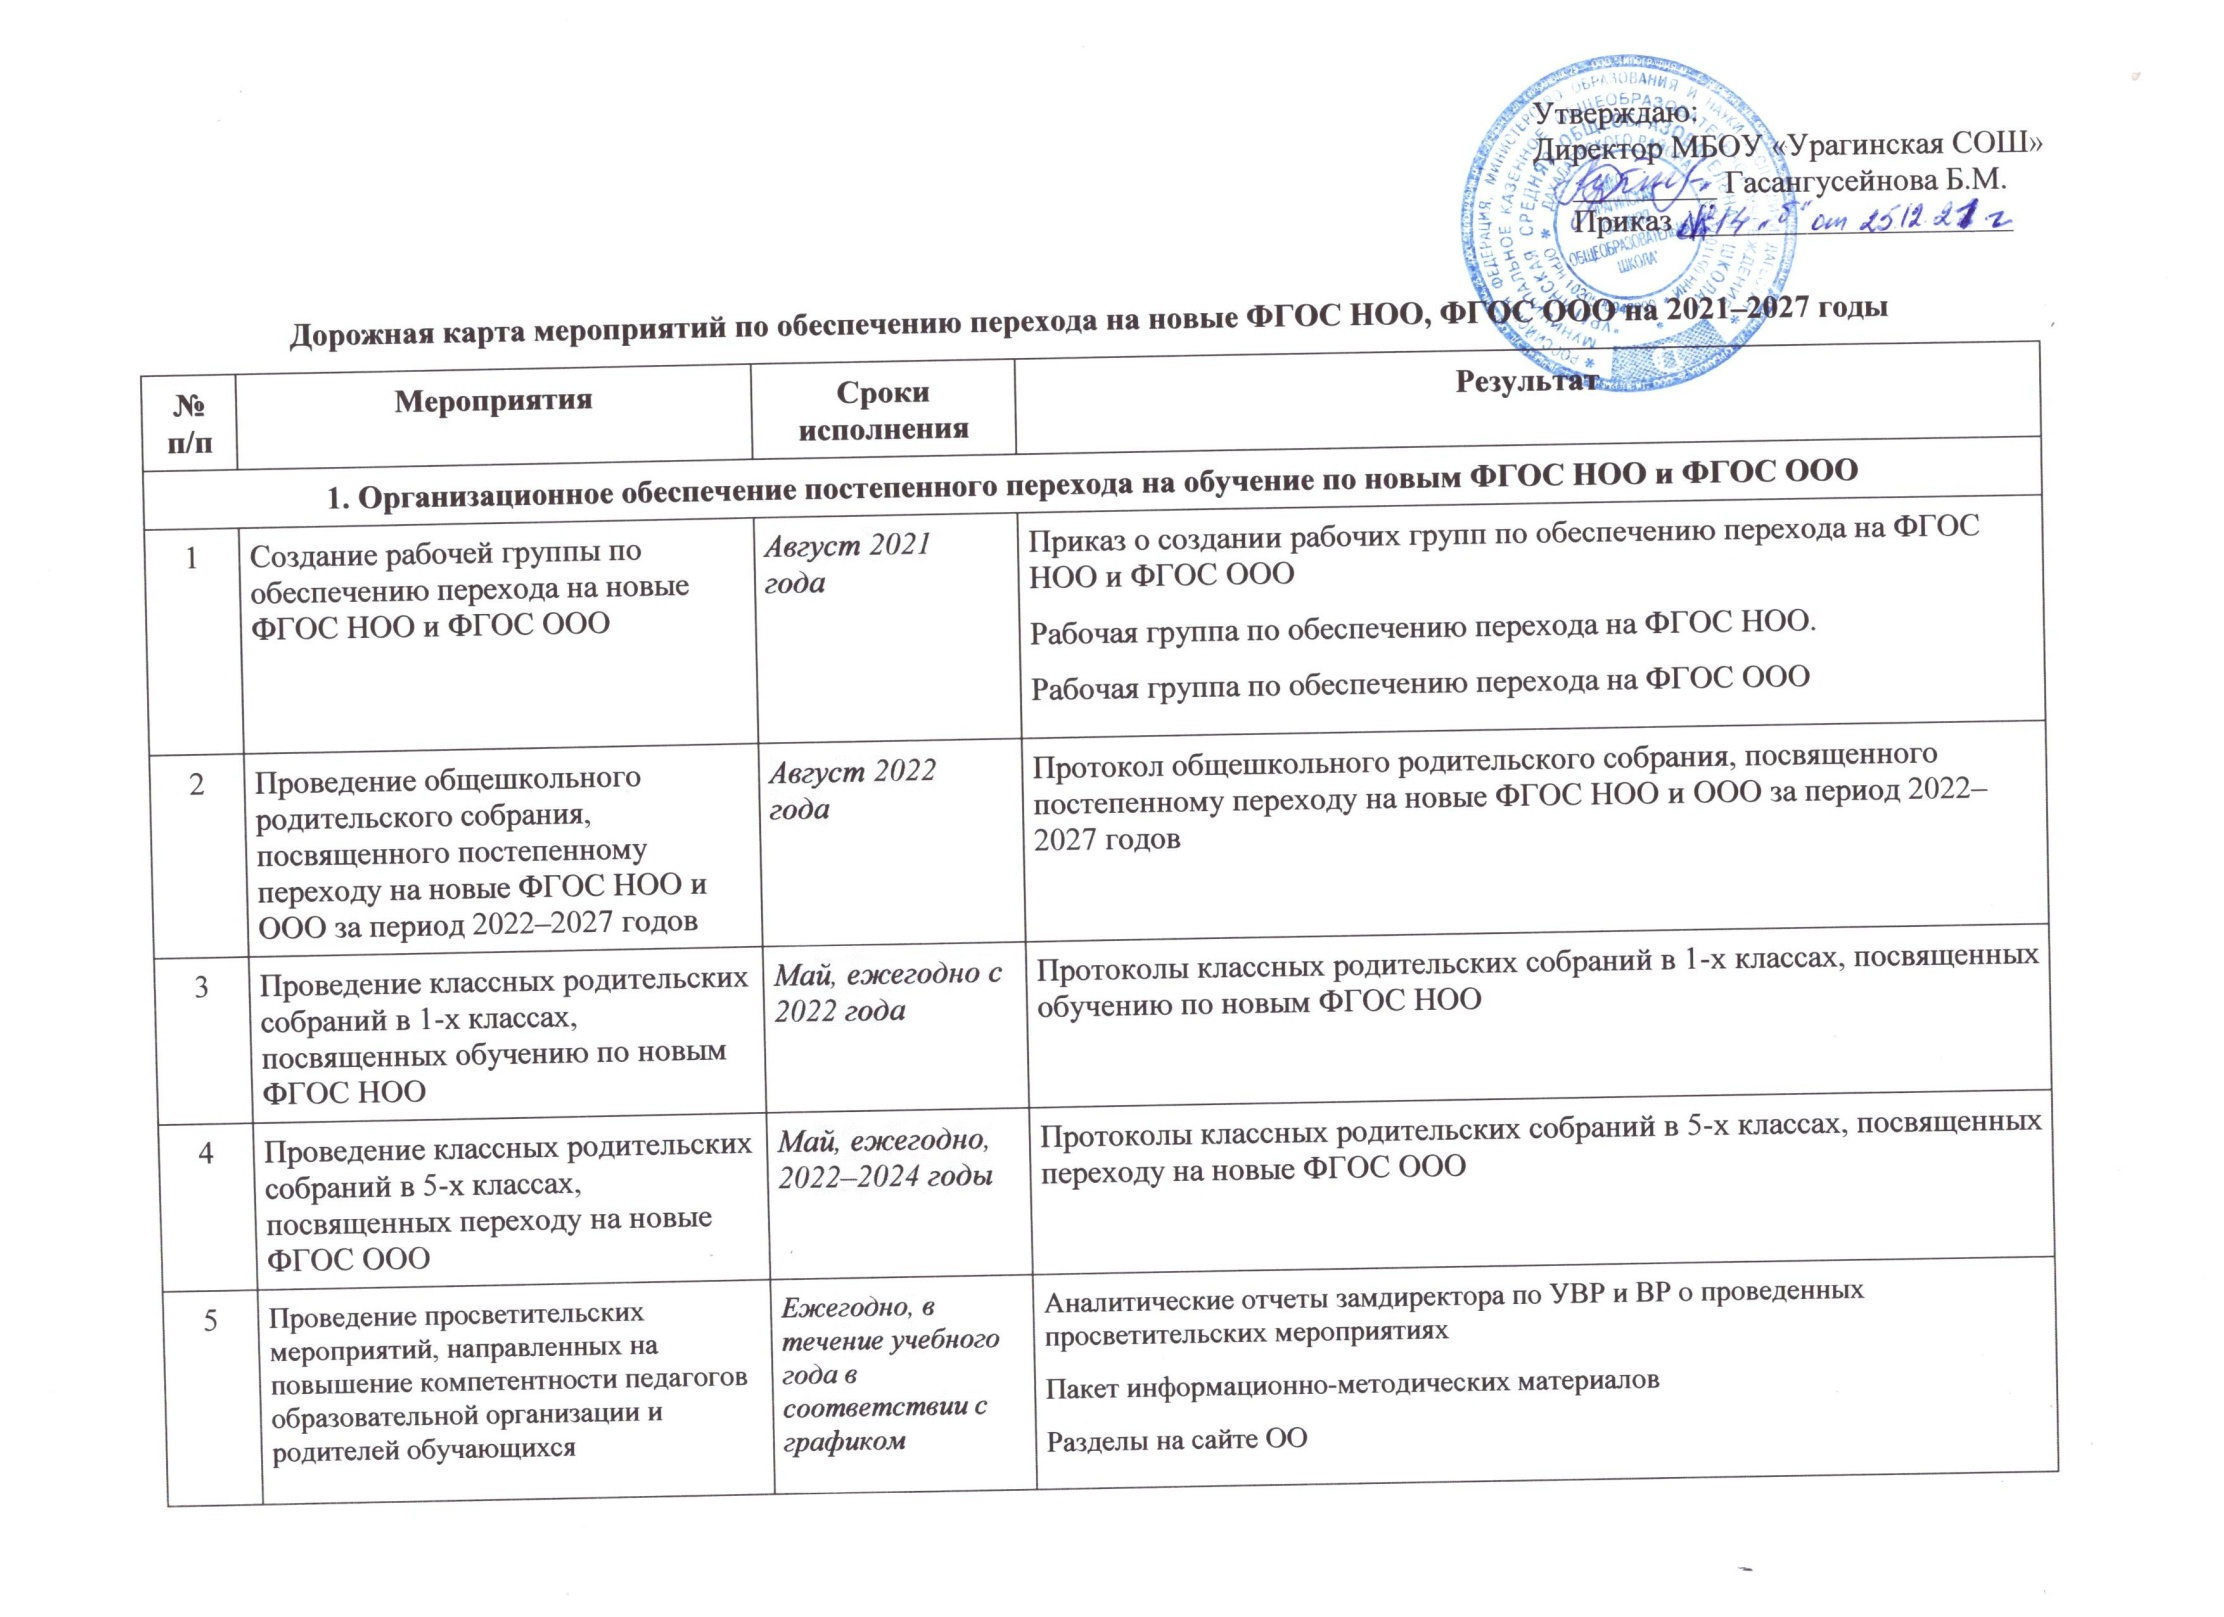 Утверждаю:
Директор МБОУ «Урагинская СОШ»
Гасангусейнова Б.М.
Приказ №14 „б“ от 25.12.21 г
Дорожная карта мероприятий по обеспечению перехода на новые ФГОС НОО, ФГОС ООО на 2021–2027 годы
№
п/п
Мероприятия
Сроки
исполнения
Результат
1. Организационное обеспечение постепенного перехода на обучение по новым ФГОС НОО и ФГОС ООО
1
Создание рабочей группы по
обеспечению перехода на новые
ФГОС НОО и ФГОС ООО
Август 2021
года
Приказ о создании рабочих групп по обеспечению перехода на ФГОС
НОО и ФГОС ООО
Рабочая группа по обеспечению перехода на ФГОС НОО.
Рабочая группа по обеспечению перехода на ФГОС ООО
2
Проведение общешкольного
родительского собрания,
посвященного постепенному
переходу на новые ФГОС НОО и
ООО за период 2022–2027 годов
Август 2022
года
Протокол общешкольного родительского собрания, посвященного
постепенному переходу на новые ФГОС НОО и ООО за период 2022–
2027 годов
3
Проведение классных родительских
собраний в 1-х классах,
посвященных обучению по новым
ФГОС НОО
Май, ежегодно с
2022 года
Протоколы классных родительских собраний в 1-х классах, посвященных
обучению по новым ФГОС НОО
4
Проведение классных родительских
собраний в 5-х классах,
посвященных переходу на новые
ФГОС ООО
Май, ежегодно,
2022–2024 годы
Протоколы классных родительских собраний в 5-х классах, посвященных
переходу на новые ФГОС ООО
5
Проведение просветительских
мероприятий, направленных на
повышение компетентности педагогов
образовательной организации и
родителей обучающихся
Ежегодно, в
течение учебного
года в
соответствии с
графиком
Аналитические отчеты замдиректора по УВР и ВР о проведенных
просветительских мероприятиях
Пакет информационно-методических материалов
Разделы на сайте ОО